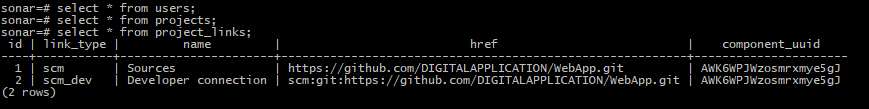 sonar=# select * from users;
sonar=# select * from projects;
sonar=# select * from project_links;
 id | link_type |         name         |                          href                          |    component_uuid
----+-----------+----------------------+--------------------------------------------------------+----------------------
  1 | scm       | Sources              | https://github.com/DIGITALAPPLICATION/WebApp.git       | AWK6WPJWzosmrxmye5gJ
  2 | scm_dev   | Developer connection | scm:git:https://github.com/DIGITALAPPLICATION/WebApp.git | AWK6WPJWzosmrxmye5gJ
(2 rows)